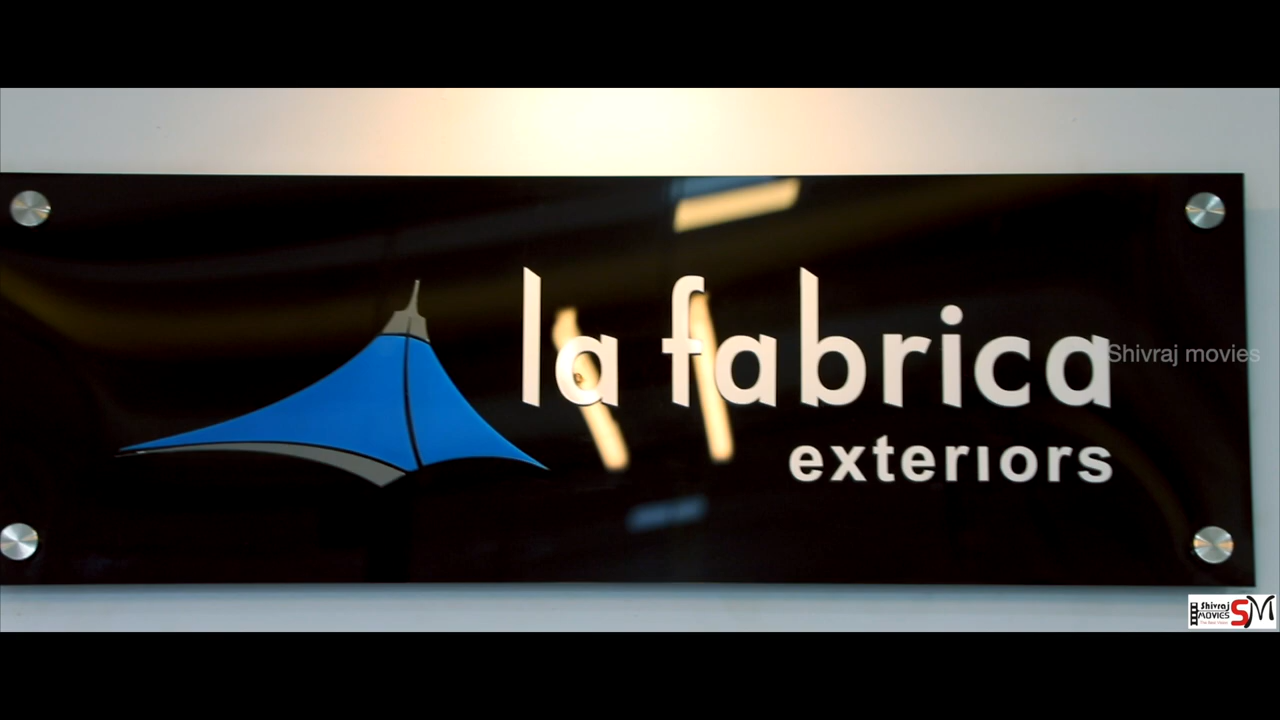 la fabrica
Shivraj movies
exteriors
Shivraj
MOVIES
SM